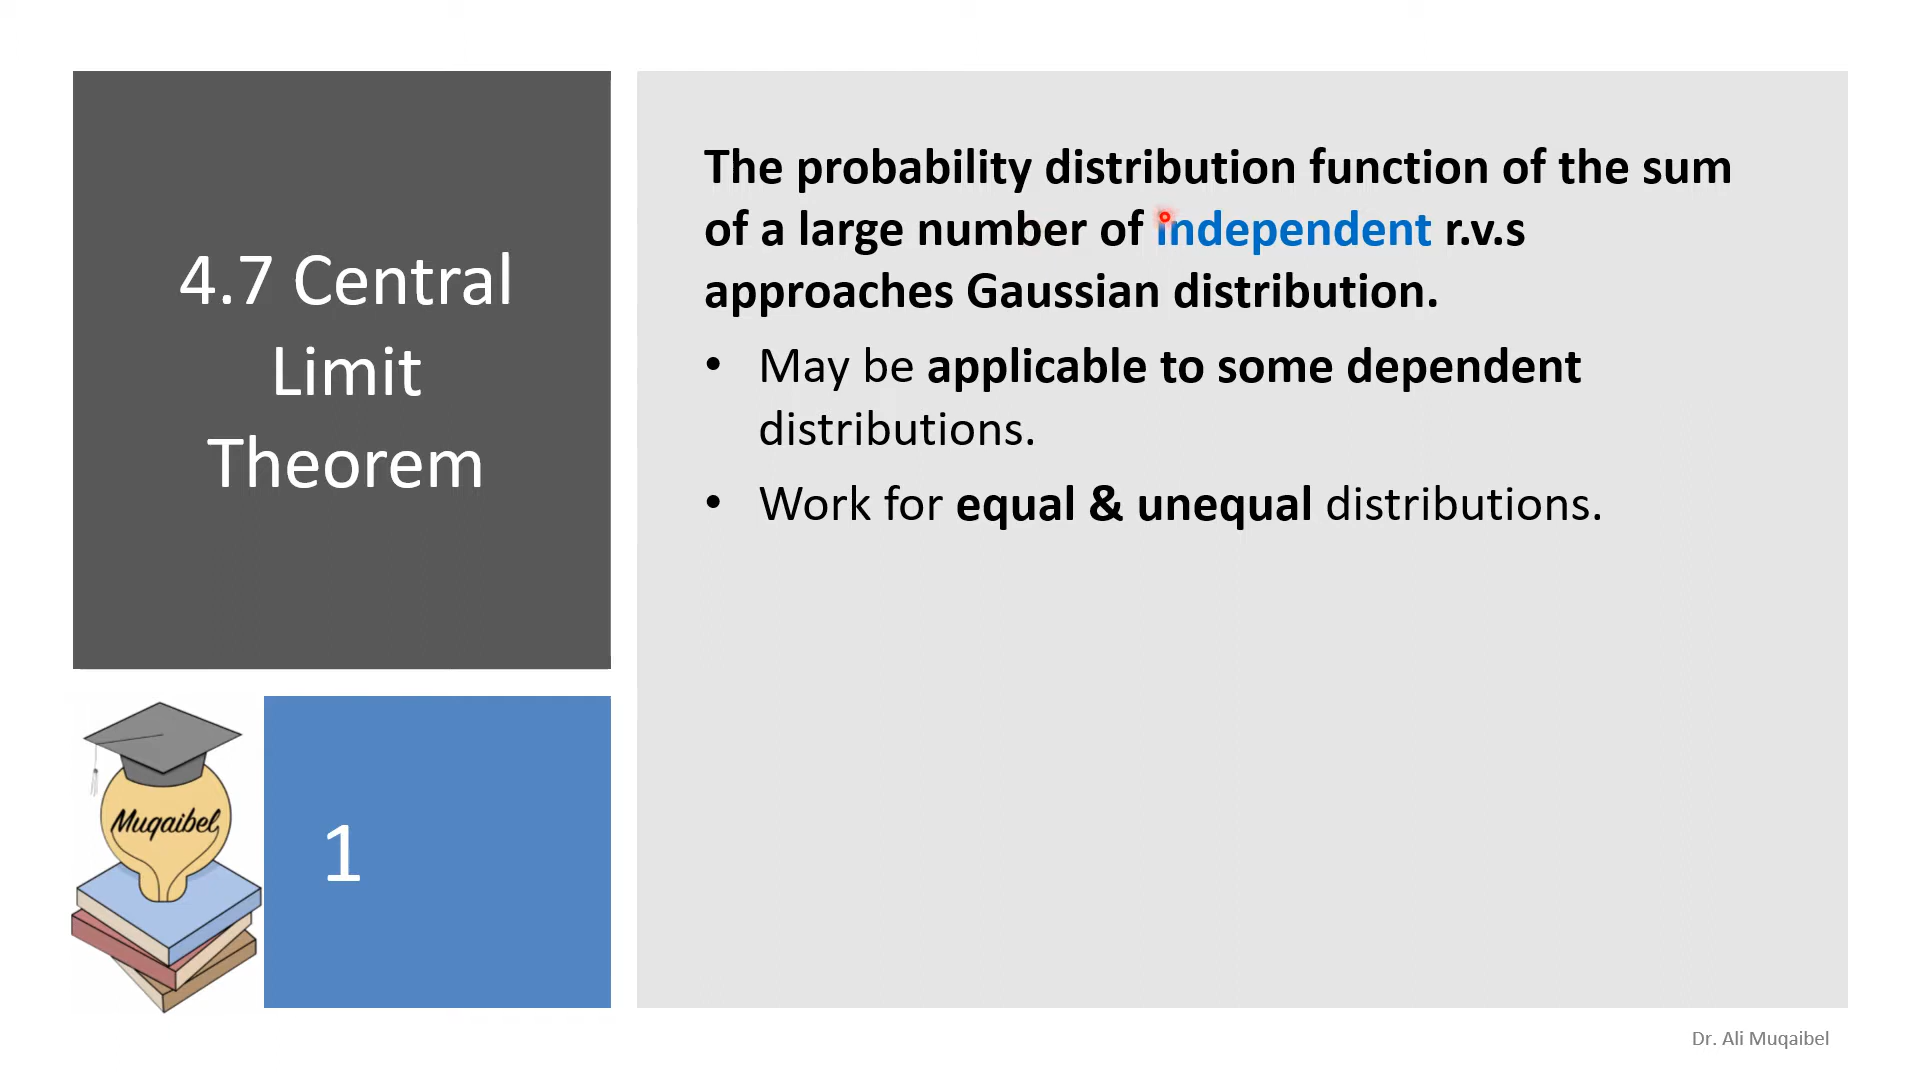 4.7 Central
Limit
Theorem
The probability distribution function of the sum
of a large number of independent r.v.s
approaches Gaussian distribution.
• May be applicable to some dependent
distributions.
• Work for equal & unequal distributions.
Muqaibel
1
Dr. Ali Muqaibel